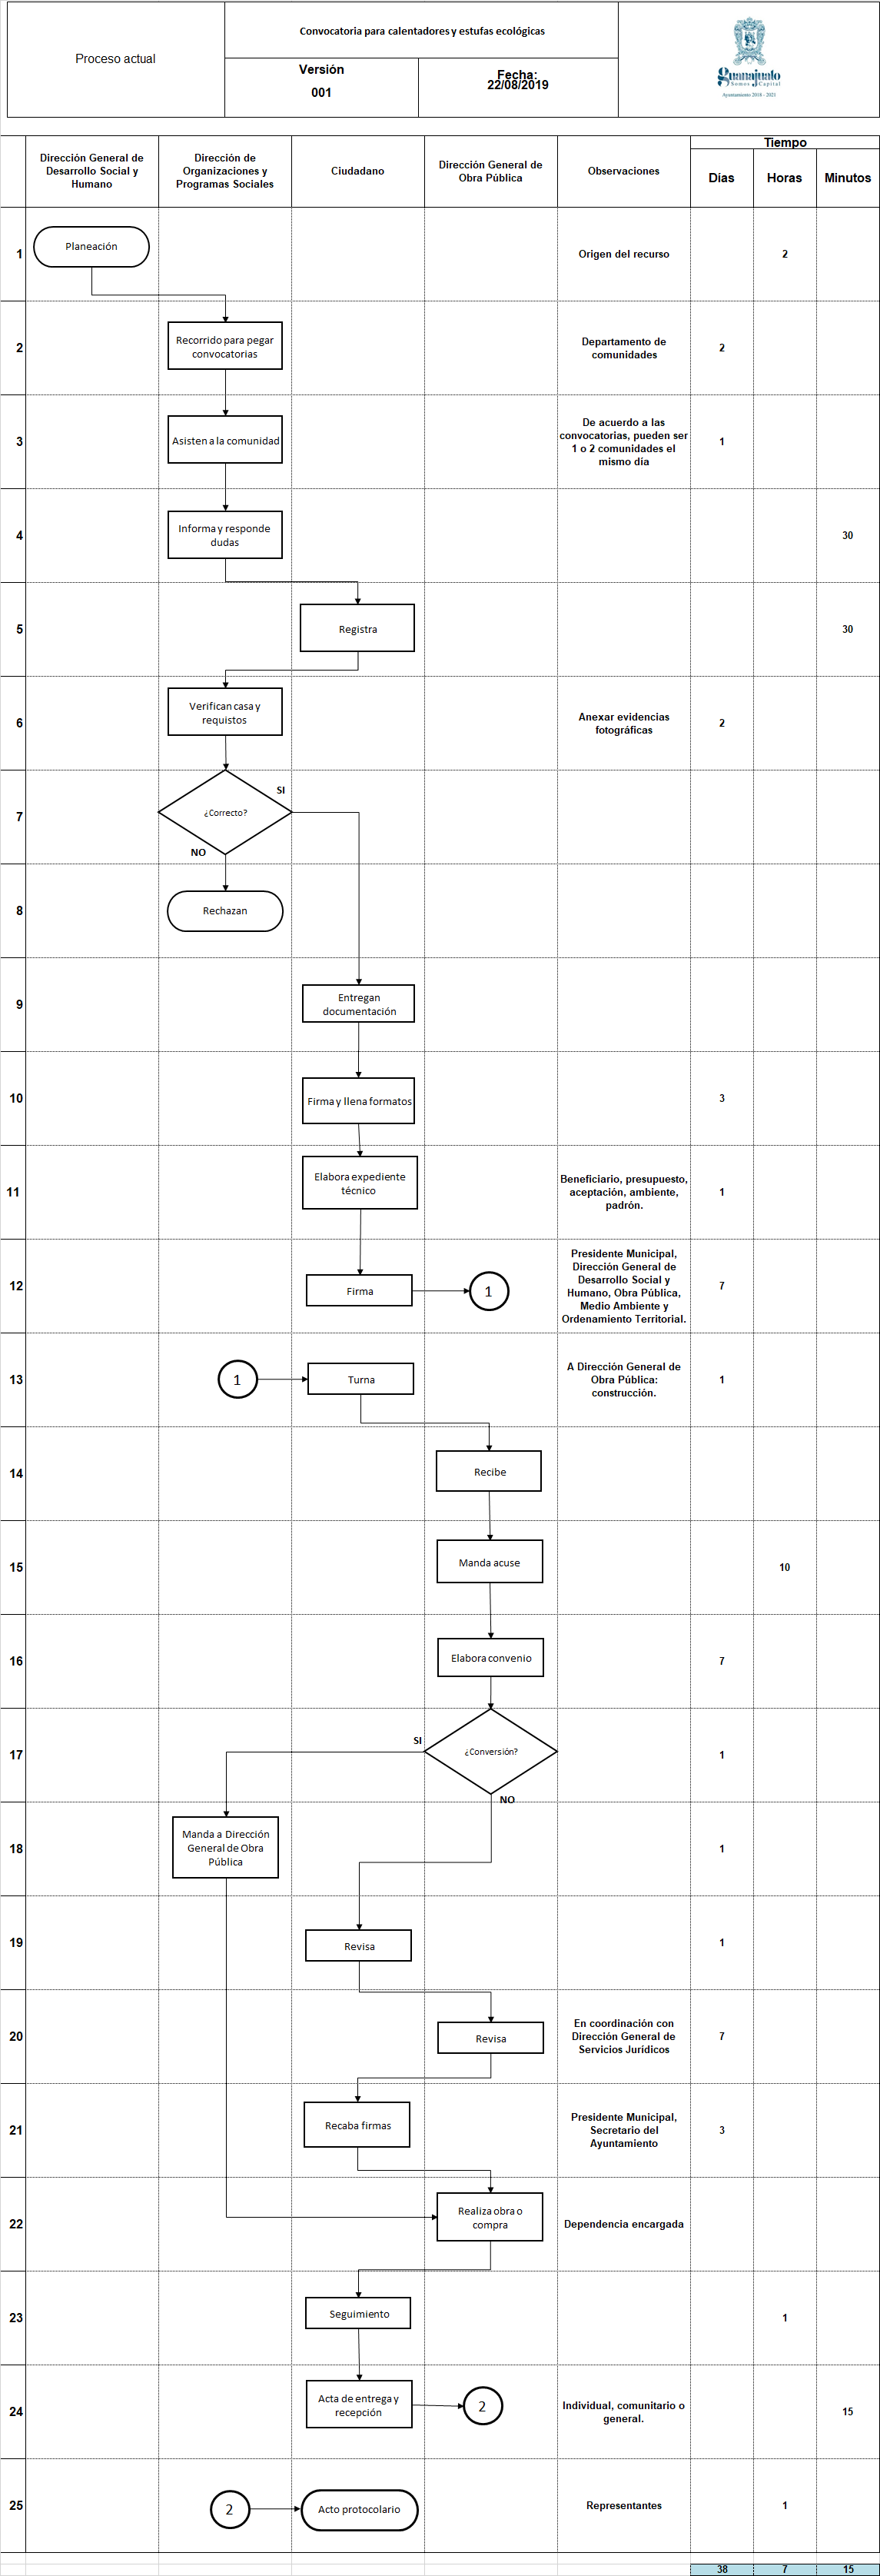 Proceso actual
Convocatoria para calentadores y estufas ecológicas
Versión
001
Fecha:
22/08/2019
Guanajuato
Somos Capital
Ayuntamiento 2018 - 2021
Dirección General de
Desarrollo Social y
Humano
Dirección de
Organizaciones y
Programas Sociales
Ciudadano
Dirección General de
Obra Pública
Observaciones
Tiempo
Días
Horas
Minutos
1
Planeación
Origen del recurso
2
2
Recorrido para pegar
convocatorias
Departamento de
comunidades
2
3
Asisten a la comunidad
De acuerdo a las
convocatorias, pueden ser
1 o 2 comunidades el
mismo día
1
4
Informa y responde
dudas
30
5
Registra
30
6
Verifican casa y
requistos
Anexar evidencias
fotográficas
2
7
SI
¿Correcto?
NO
8
Rechazan
9
Entregan
documentación
10
Firma y llena formatos
3
11
Elabora expediente
técnico
Beneficiario, presupuesto,
aceptación, ambiente,
padrón.
1
12
Firma
1
Presidente Municipal,
Dirección General de
Desarrollo Social y
Humano, Obra Pública,
Medio Ambiente y
Ordenamiento Territorial.
7
13
1
Turna
A Dirección General de
Obra Pública:
construcción.
1
14
Recibe
15
Manda acuse
10
16
Elabora convenio
7
17
SI
¿Conversión?
NO
1
18
Manda a Dirección
General de Obra
Pública
1
19
Revisa
1
20
Revisa
En coordinación con
Dirección General de
Servicios Jurídicos
7
21
Recaba firmas
Presidente Municipal,
Secretario del
Ayuntamiento
3
22
Realiza obra o
compra
Dependencia encargada
23
Seguimiento
1
24
Acta de entrega y
recepción
2
Individual, comunitario o
general.
15
25
2
Acto protocolario
Representantes
1
38
7
15